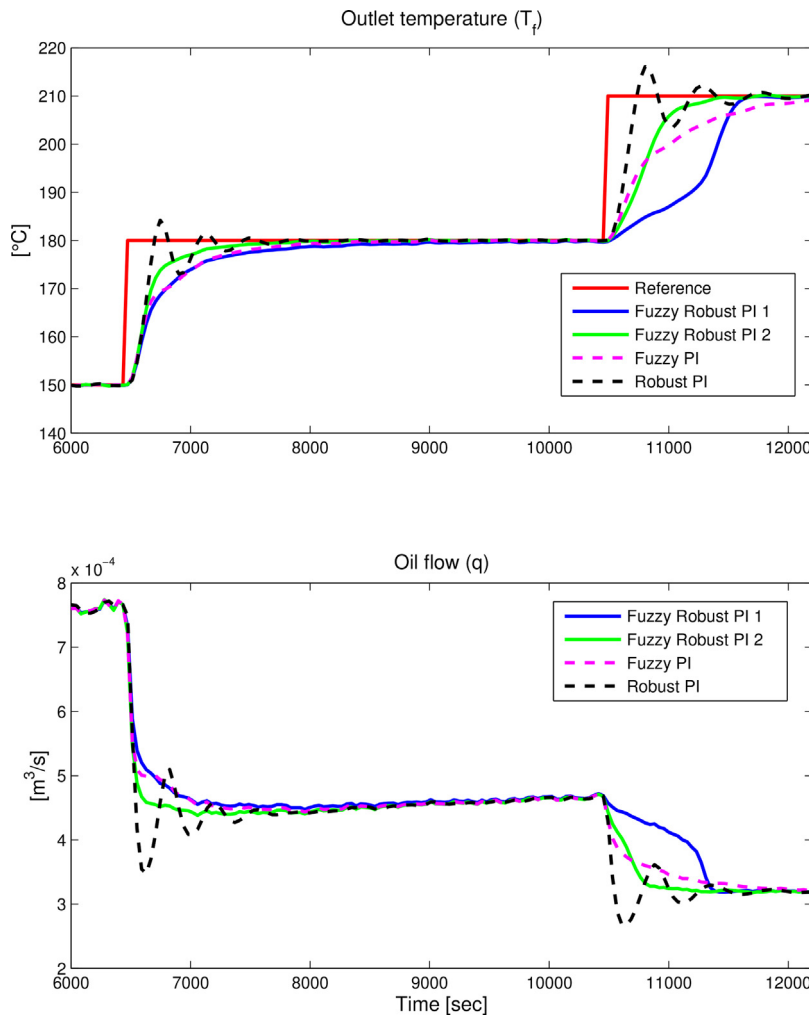 Outlet temperature (T_f)
220
210
200
190
180
170
160
150
140
[°C]
Reference
Fuzzy Robust PI 1
Fuzzy Robust PI 2
Fuzzy PI
Robust PI
6000 7000 8000 9000 10000 11000 12000
x 10⁻⁴
Oil flow (q)
8
7
6
5
4
3
2
[m³/s]
Fuzzy Robust PI 1
Fuzzy Robust PI 2
Fuzzy PI
Robust PI
6000 7000 8000 9000 10000 11000 12000
Time [sec]